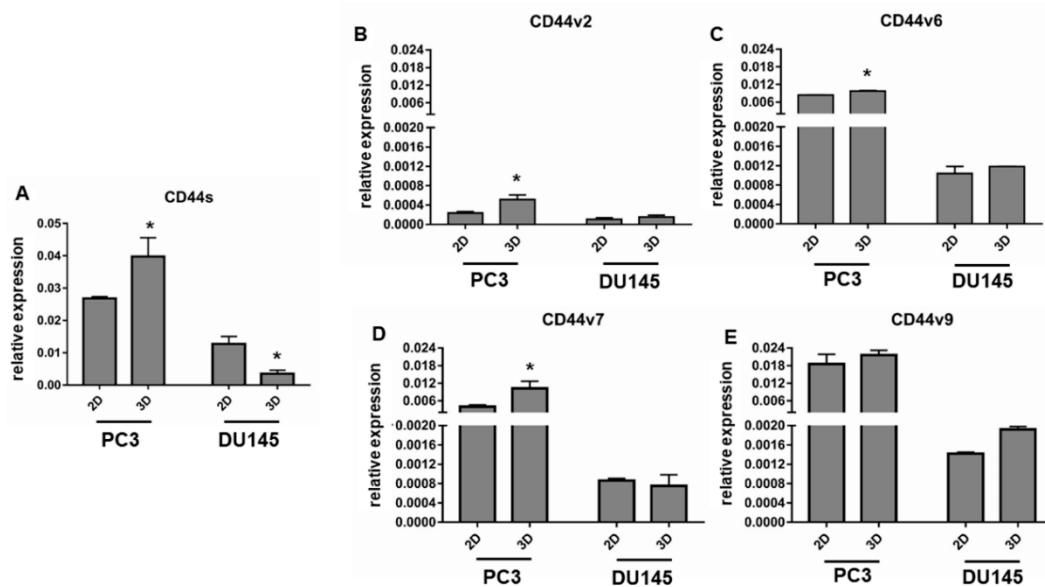 A
CD44s
relative expression
0.05
0.04
0.03
0.02
0.01
0.00
*
*
2D 3D 2D 3D
PC3 DU145
B
CD44v2
relative expression
0.024
0.018
0.012
0.006
0.0020
0.0016
0.0012
0.0008
0.0004
0.0000
*
2D 3D 2D 3D
PC3 DU145
C
CD44v6
relative expression
0.024
0.018
0.012
0.006
0.0020
0.0016
0.0012
0.0008
0.0004
0.0000
*
2D 3D 2D 3D
PC3 DU145
D
CD44v7
relative expression
0.024
0.018
0.012
0.006
0.0020
0.0016
0.0012
0.0008
0.0004
0.0000
*
2D 3D 2D 3D
PC3 DU145
E
CD44v9
relative expression
0.024
0.018
0.012
0.006
0.0020
0.0016
0.0012
0.0008
0.0004
0.0000
2D 3D 2D 3D
PC3 DU145